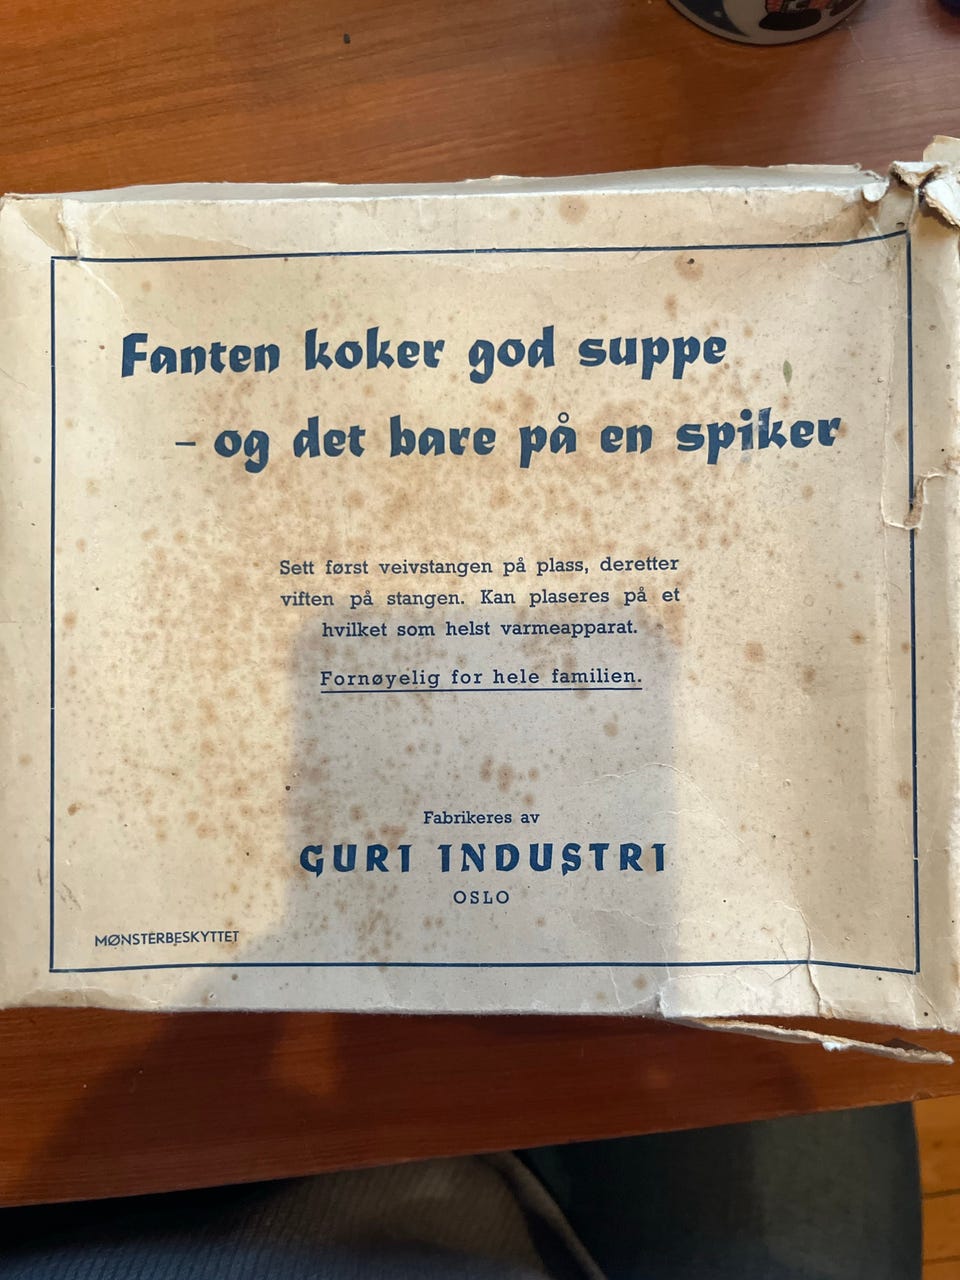 Fanten koker god suppe
– og det bare på en spiker
Sett først veivstangen på plass, deretter
viften på stangen. Kan plaseres på et
hvilket som helst varmeapparat.
Fornøyelig for hele familien.
Fabrikeres av
GURI INDUSTRI
OSLO
MØNSTERBESKYTTET